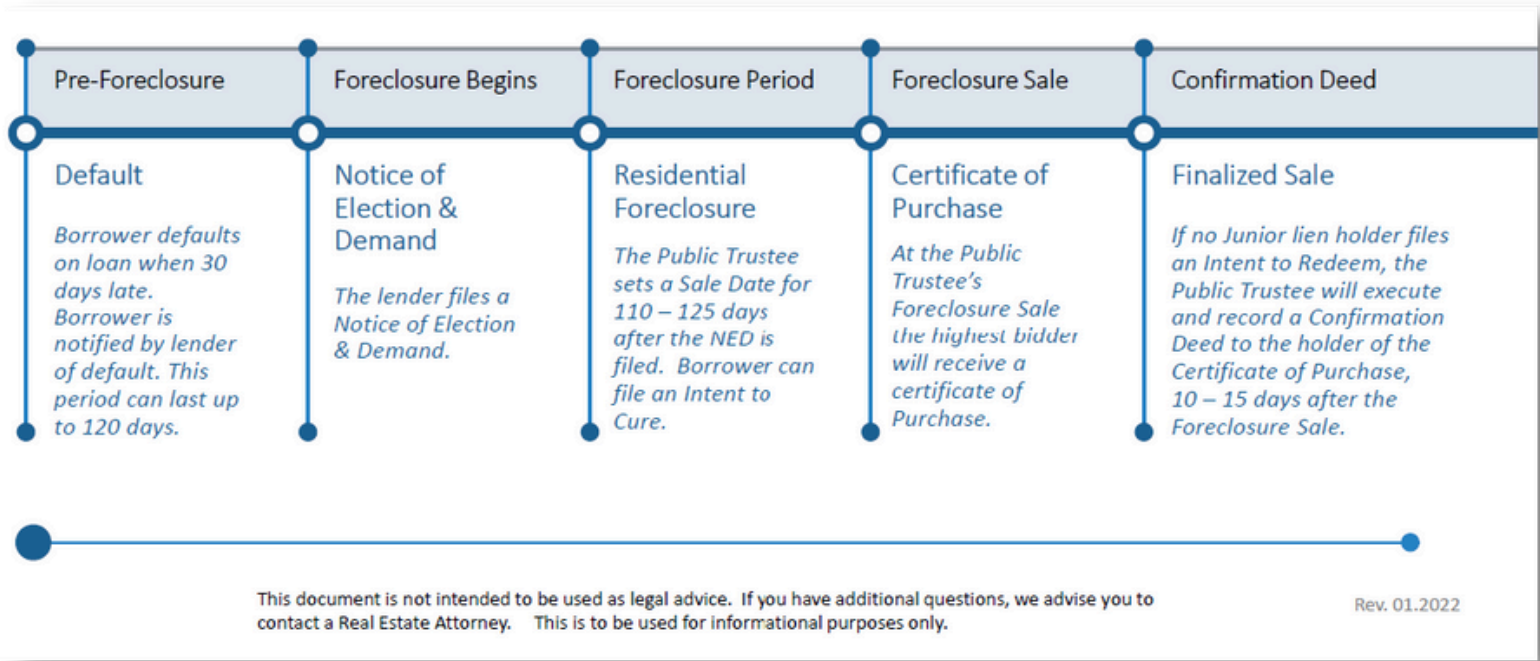 Pre-Foreclosure
Foreclosure Begins
Foreclosure Period
Foreclosure Sale
Confirmation Deed
Default
Borrower defaults
on loan when 30
days late.
Borrower is
notified by lender
of default. This
period can last up
to 120 days.
Notice of
Election &
Demand
The lender files a
Notice of Election
& Demand.
Residential
Foreclosure
The Public Trustee
sets a Sale Date for
110 – 125 days
after the NED is
filed.  Borrower can
file an Intent to
Cure.
Certificate of
Purchase
At the Public
Trustee's
Foreclosure Sale
the highest bidder
will receive a
certificate of
Purchase.
Finalized Sale
If no Junior lien holder files
an Intent to Redeem, the
Public Trustee will execute
and record a Confirmation
Deed to the holder of the
Certificate of Purchase,
10 – 15 days after the
Foreclosure Sale.
This document is not intended to be used as legal advice.  If you have additional questions, we advise you to
contact a Real Estate Attorney.    This is to be used for informational purposes only.
Rev. 01.2022